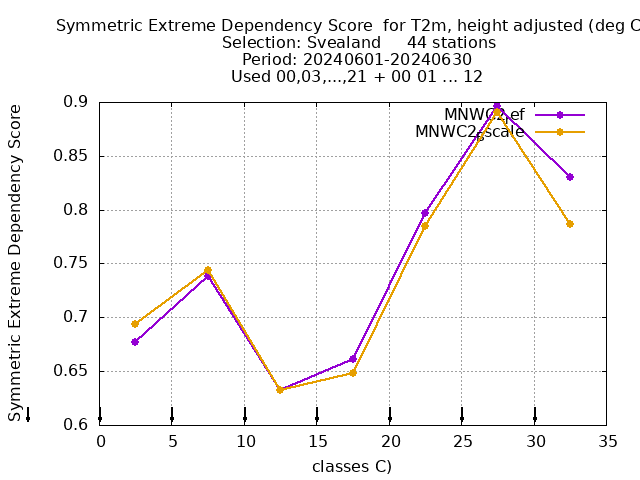 Symmetric Extreme Dependency Score for T2m, height adjusted (deg C
Selection: Svealand 44 stations
Period: 20240601-20240630
Used 00,03,...,21 + 00 01 ... 12
Symmetric Extreme Dependency Score
0.9
0.85
0.8
0.75
0.7
0.65
0.6
0 5 10 15 20 25 30 35
classes C)